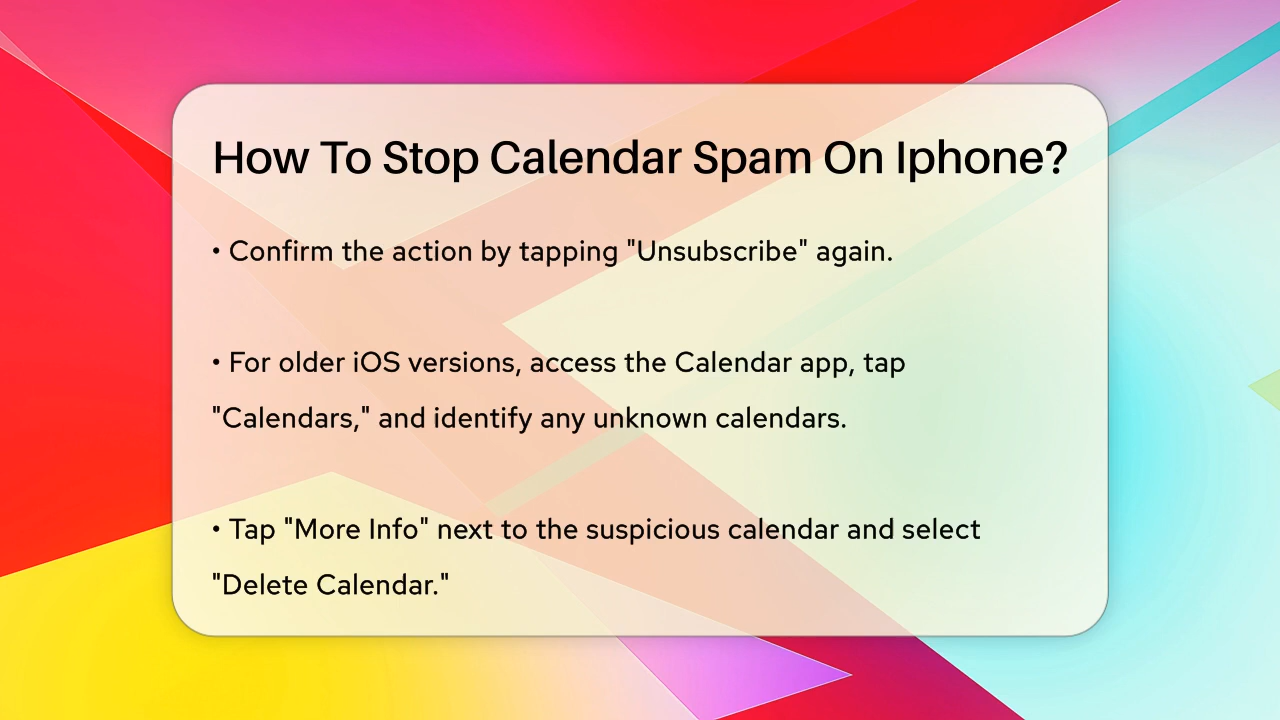 How To Stop Calendar Spam On Iphone?
• Confirm the action by tapping "Unsubscribe" again.
• For older iOS versions, access the Calendar app, tap
"Calendars," and identify any unknown calendars.
• Tap "More Info" next to the suspicious calendar and select
"Delete Calendar."